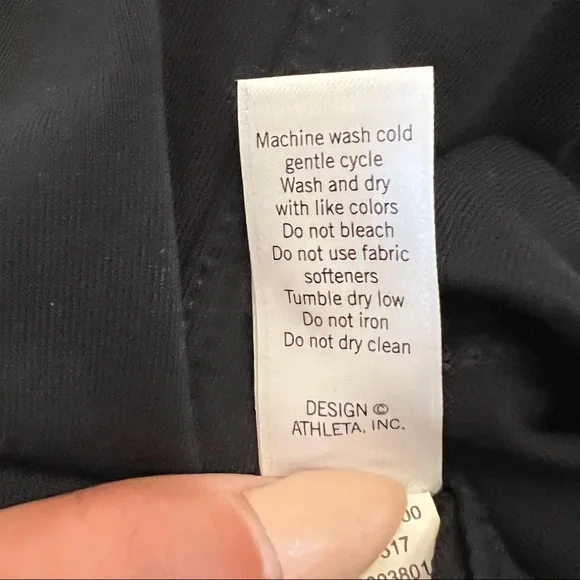 Machine wash cold
gentle cycle
Wash and dry
with like colors
Do not bleach
Do not use fabric
softeners
Tumble dry low
Do not iron
Do not dry clean
DESIGN ©
ATHLETA, INC.